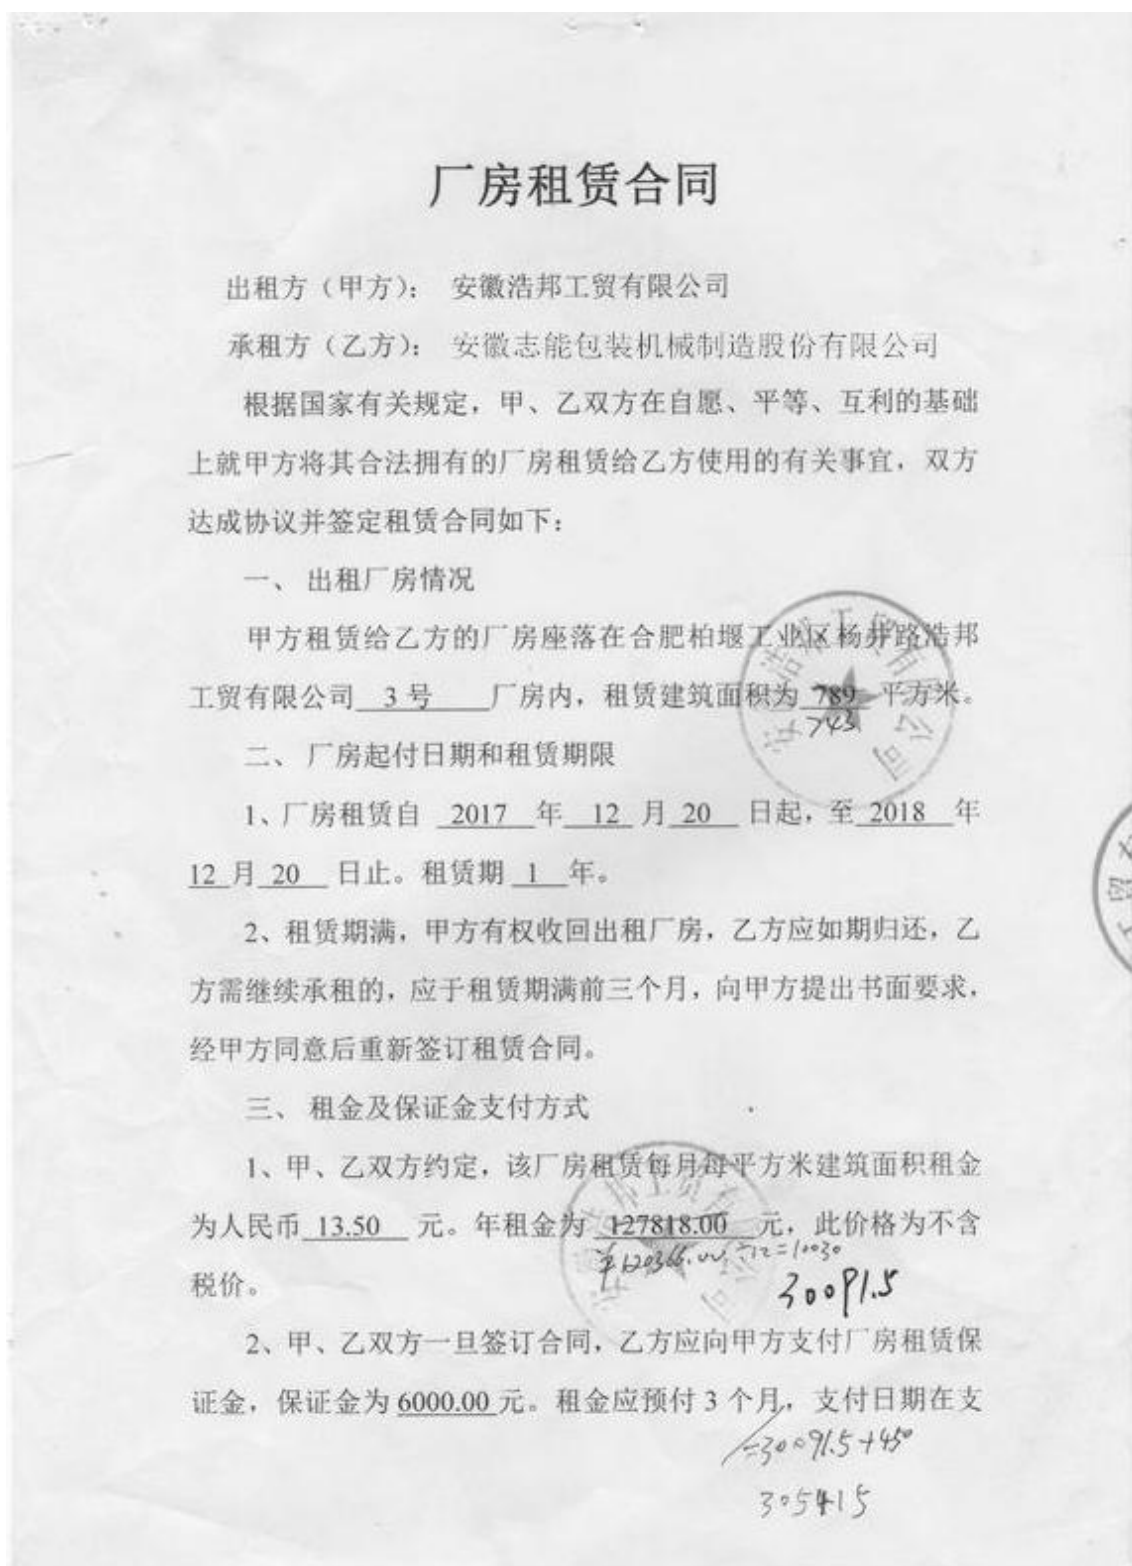 厂房租赁合同
出租方（甲方）： 安徽浩邦工贸有限公司
承租方（乙方）： 安徽志能包装机械制造股份有限公司
根据国家有关规定，甲、乙双方在自愿、平等、互利的基础
上就甲方将其合法拥有的厂房租赁给乙方使用的有关事宜，双方
达成协议并签定租赁合同如下：
一、 出租厂房情况
甲方租赁给乙方的厂房座落在合肥柏堰工业区杨井路浩邦
工贸有限公司 3号 厂房内，租赁建筑面积为 789 平方米。
743
二、 厂房起付日期和租赁期限
1、厂房租赁自 2017 年 12 月 20 日起，至 2018 年
12 月 20 日止。租赁期 1 年。
2、租赁期满，甲方有权收回出租厂房，乙方应如期归还，乙
方需继续承租的，应于租赁期满前三个月，向甲方提出书面要求，
经甲方同意后重新签订租赁合同。
三、 租金及保证金支付方式
1、甲、乙双方约定，该厂房租赁每月每平方米建筑面积租金
为人民币 13.50 元。年租金为 127818.00 元，此价格为不含
¥120366.00 ÷12=10030
税价。
30091.5
2、甲、乙双方一旦签订合同，乙方应向甲方支付厂房租赁保
证金，保证金为 6000.00 元。租金应预付 3 个月，支付日期在支
=30091.5+450